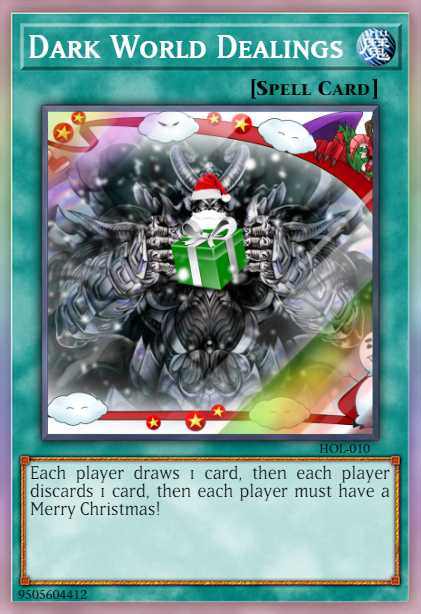 Dark World Dealings 魔
[Spell Card]
HOL-010
Each player draws 1 card, then each player
discards 1 card, then each player must have a
Merry Christmas!
9505604412